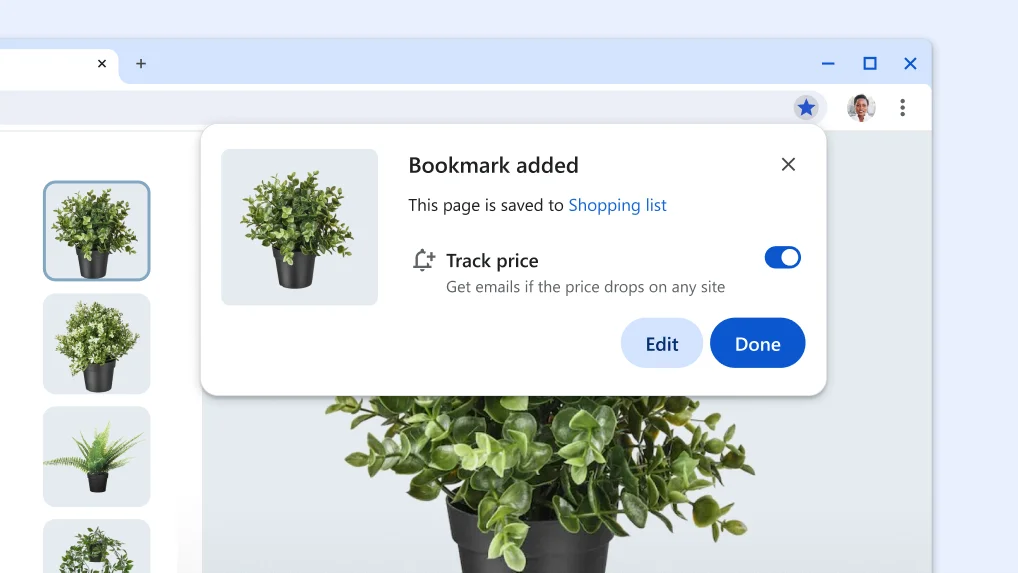 Bookmark added
This page is saved to Shopping list
Track price
Get emails if the price drops on any site
Edit
Done